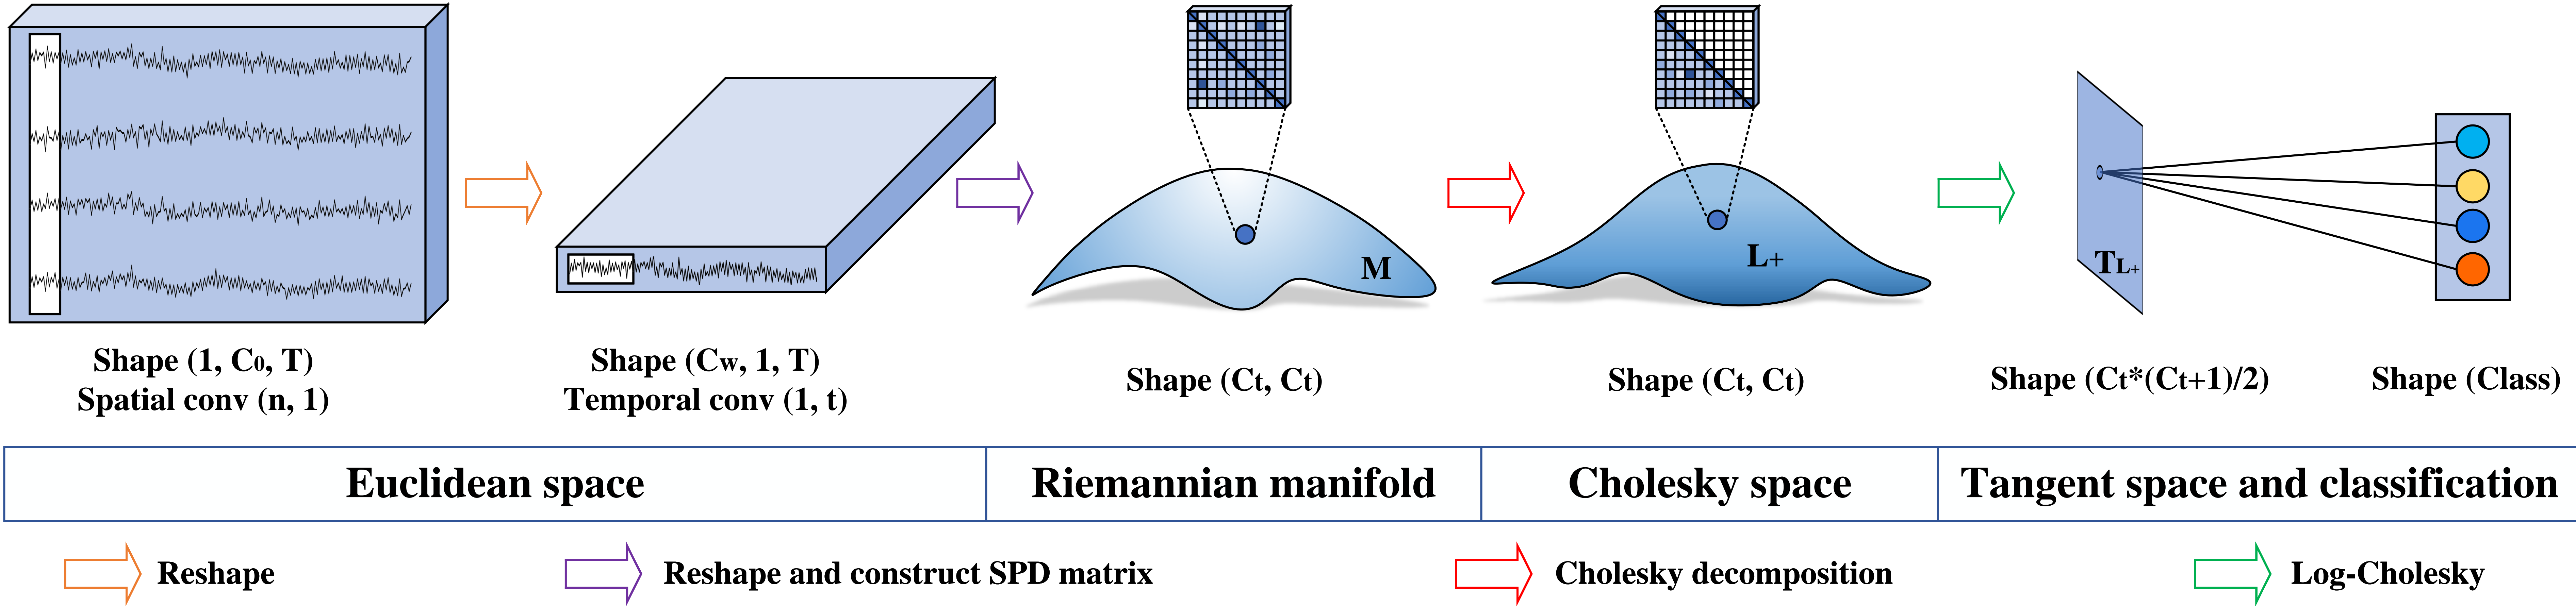 M
L+
TL+
Shape (1, C0, T)
Spatial conv (n, 1)
Shape (Cw, 1, T)
Temporal conv (1, t)
Shape (Ct, Ct)
Shape (Ct, Ct)
Shape (Ct*(Ct+1)/2)
Shape (Class)
Euclidean space
Riemannian manifold
Cholesky space
Tangent space and classification
Reshape
Reshape and construct SPD matrix
Cholesky decomposition
Log-Cholesky